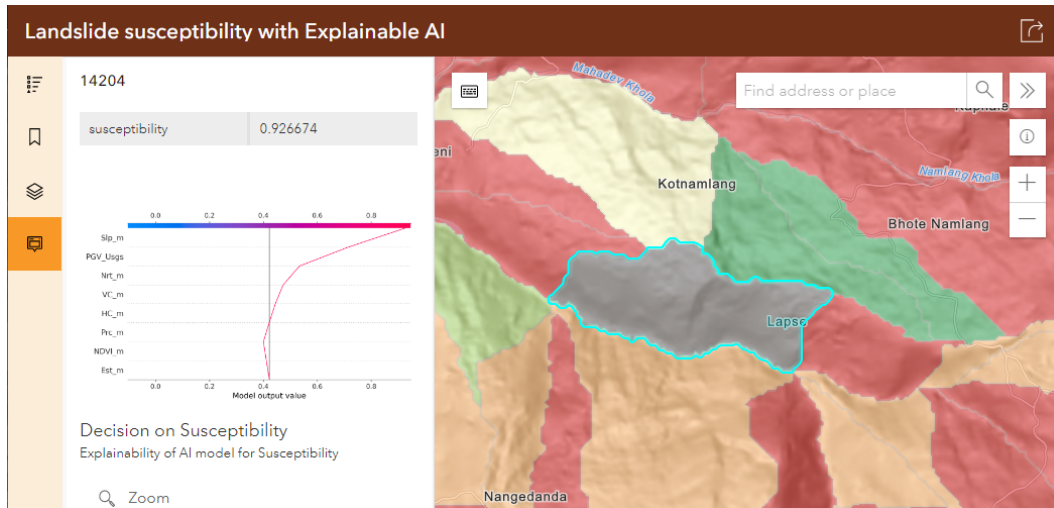 Landslide susceptibility with Explainable AI
14204
susceptibility 0.926674
0.0 0.2 0.4 0.6 0.8
Slp_m
PGV_Usgs
Nrt_m
VC_m
HC_m
Prc_m
NDVI_m
Est_m
0.0 0.2 0.4 0.6 0.8
Model output value
Decision on Susceptibility
Explainability of AI model for Susceptibility
Zoom
Mahadev Khola
Find address or place
eni
Kotnamlang
Namlang Khola
Bhote Namlang
Lapse
Nangedanda